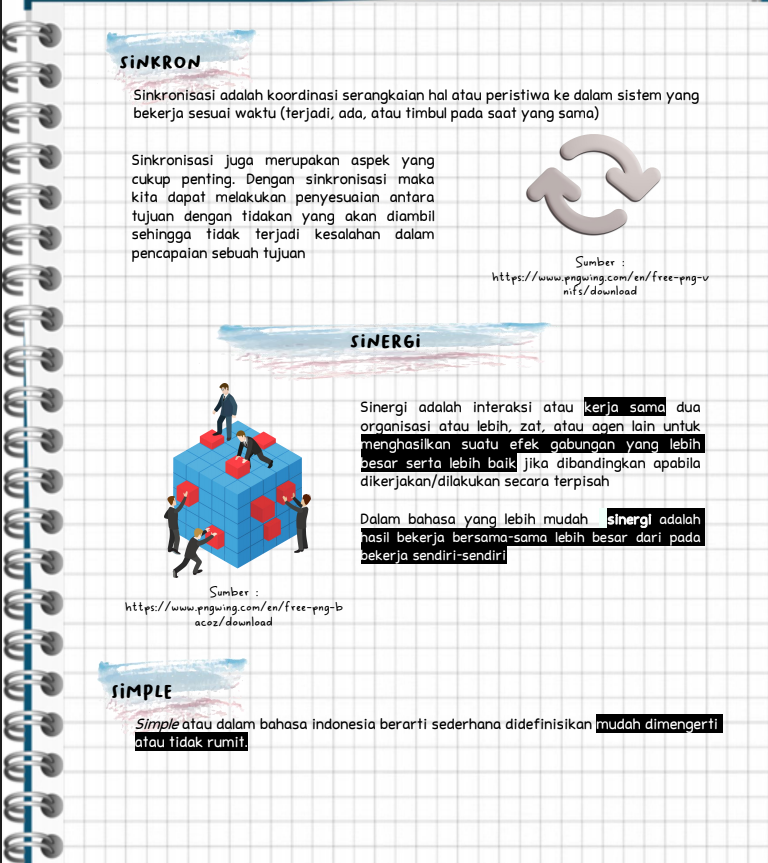 SiNKRON
Sinkronisasi adalah koordinasi serangkaian hal atau peristiwa ke dalam sistem yang
bekerja sesuai waktu (terjadi, ada, atau timbul pada saat yang sama)
Sinkronisasi juga merupakan aspek yang
cukup penting. Dengan sinkronisasi maka
kita dapat melakukan penyesuaian antara
tujuan dengan tidakan yang akan diambil
sehingga tidak terjadi kesalahan dalam
pencapaian sebuah tujuan
Sumber :
https://www.pngwing.com/en/free-png-v
nifs/download
SiNERGi
Sinergi adalah interaksi atau kerja sama dua
organisasi atau lebih, zat, atau agen lain untuk
menghasilkan suatu efek gabungan yang lebih
besar serta lebih baik jika dibandingkan apabila
dikerjakan/dilakukan secara terpisah
Dalam bahasa yang lebih mudah sinergi adalah
hasil bekerja bersama-sama lebih besar dari pada
bekerja sendiri-sendiri
Sumber :
https://www.pngwing.com/en/free-png-b
acoz/download
SiMPLE
Simple atau dalam bahasa indonesia berarti sederhana didefinisikan mudah dimengerti
atau tidak rumit.